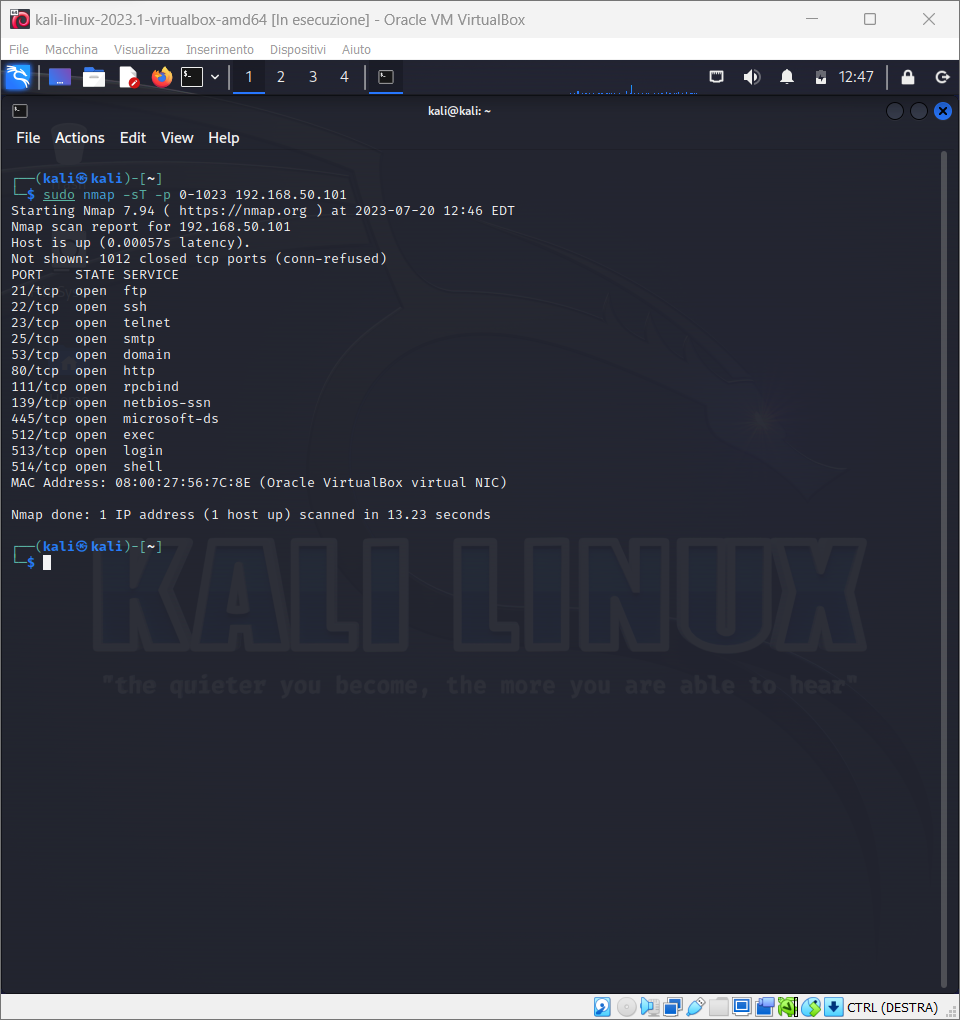 kali-linux-2023.1-virtualbox-amd64 [In esecuzione] - Oracle VM VirtualBox
File Macchina Visualizza Inserimento Dispositivi Aiuto
1 2 3 4 12:47
kali@kali: ~
File Actions Edit View Help
┌──(kali㉿kali)-[~]
└─$ sudo nmap -sT -p 0-1023 192.168.50.101
Starting Nmap 7.94 ( https://nmap.org ) at 2023-07-20 12:46 EDT
Nmap scan report for 192.168.50.101
Host is up (0.00057s latency).
Not shown: 1012 closed tcp ports (conn-refused)
PORT    STATE SERVICE
21/tcp  open  ftp
22/tcp  open  ssh
23/tcp  open  telnet
25/tcp  open  smtp
53/tcp  open  domain
80/tcp  open  http
111/tcp open  rpcbind
139/tcp open  netbios-ssn
445/tcp open  microsoft-ds
512/tcp open  exec
513/tcp open  login
514/tcp open  shell
MAC Address: 08:00:27:56:7C:8E (Oracle VirtualBox virtual NIC)
Nmap done: 1 IP address (1 host up) scanned in 13.23 seconds
┌──(kali㉿kali)-[~]
└─$
KALI LINUX
"the quieter you become, the more you are able to hear"
CTRL (DESTRA)